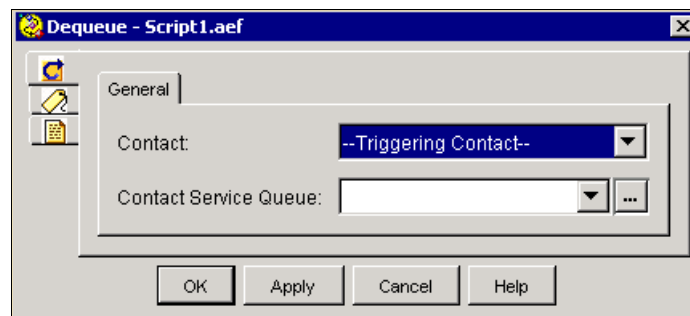 Dequeue - Script1.aef
General
Contact: --Triggering Contact--
Contact Service Queue: ...
OK Apply Cancel Help